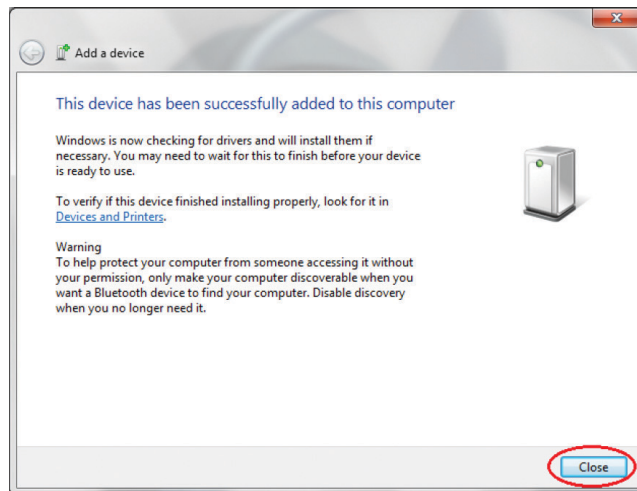 Add a device
This device has been successfully added to this computer
Windows is now checking for drivers and will install them if
necessary. You may need to wait for this to finish before your device
is ready to use.
To verify if this device finished installing properly, look for it in
Devices and Printers.
Warning
To help protect your computer from someone accessing it without
your permission, only make your computer discoverable when you
want a Bluetooth device to find your computer. Disable discovery
when you no longer need it.
Close